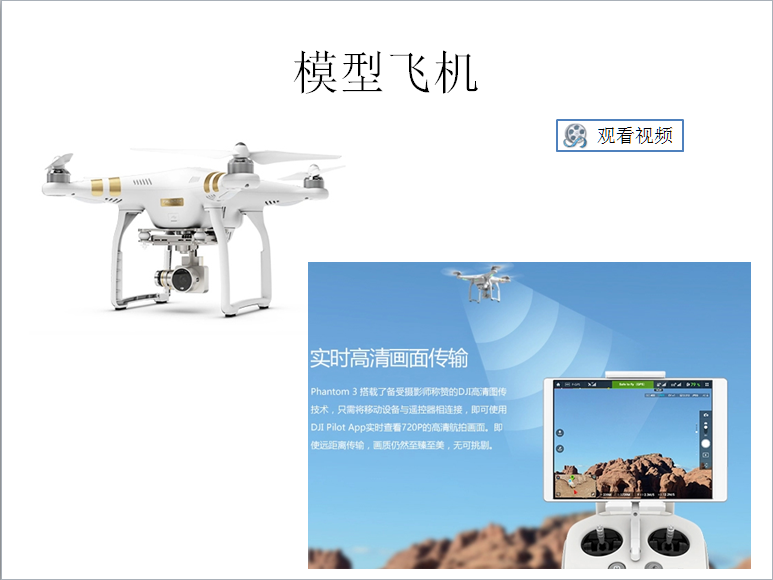 模型飞机
观看视频
实时高清画面传输
Phantom 3 搭载了备受摄影师称赞的DJI高清图传
技术，只需将移动设备与遥控器相连接，即可使用
DJI Pilot App实时查看720P的高清航拍画面。即
使远距离传输，画质仍然至臻至美，无可挑剔。